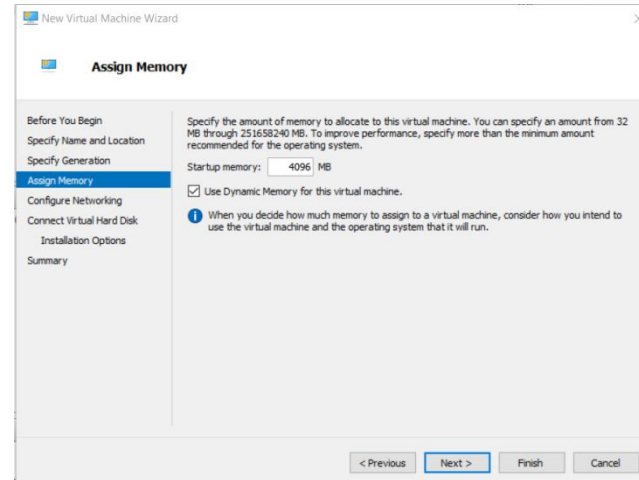 New Virtual Machine Wizard
Assign Memory
Before You Begin
Specify Name and Location
Specify Generation
Assign Memory
Configure Networking
Connect Virtual Hard Disk
Installation Options
Summary
Specify the amount of memory to allocate to this virtual machine. You can specify an amount from 32
MB through 251658240 MB. To improve performance, specify more than the minimum amount
recommended for the operating system.
Startup memory: 4096 MB
Use Dynamic Memory for this virtual machine.
When you decide how much memory to assign to a virtual machine, consider how you intend to
use the virtual machine and the operating system that it will run.
< Previous Next > Finish Cancel